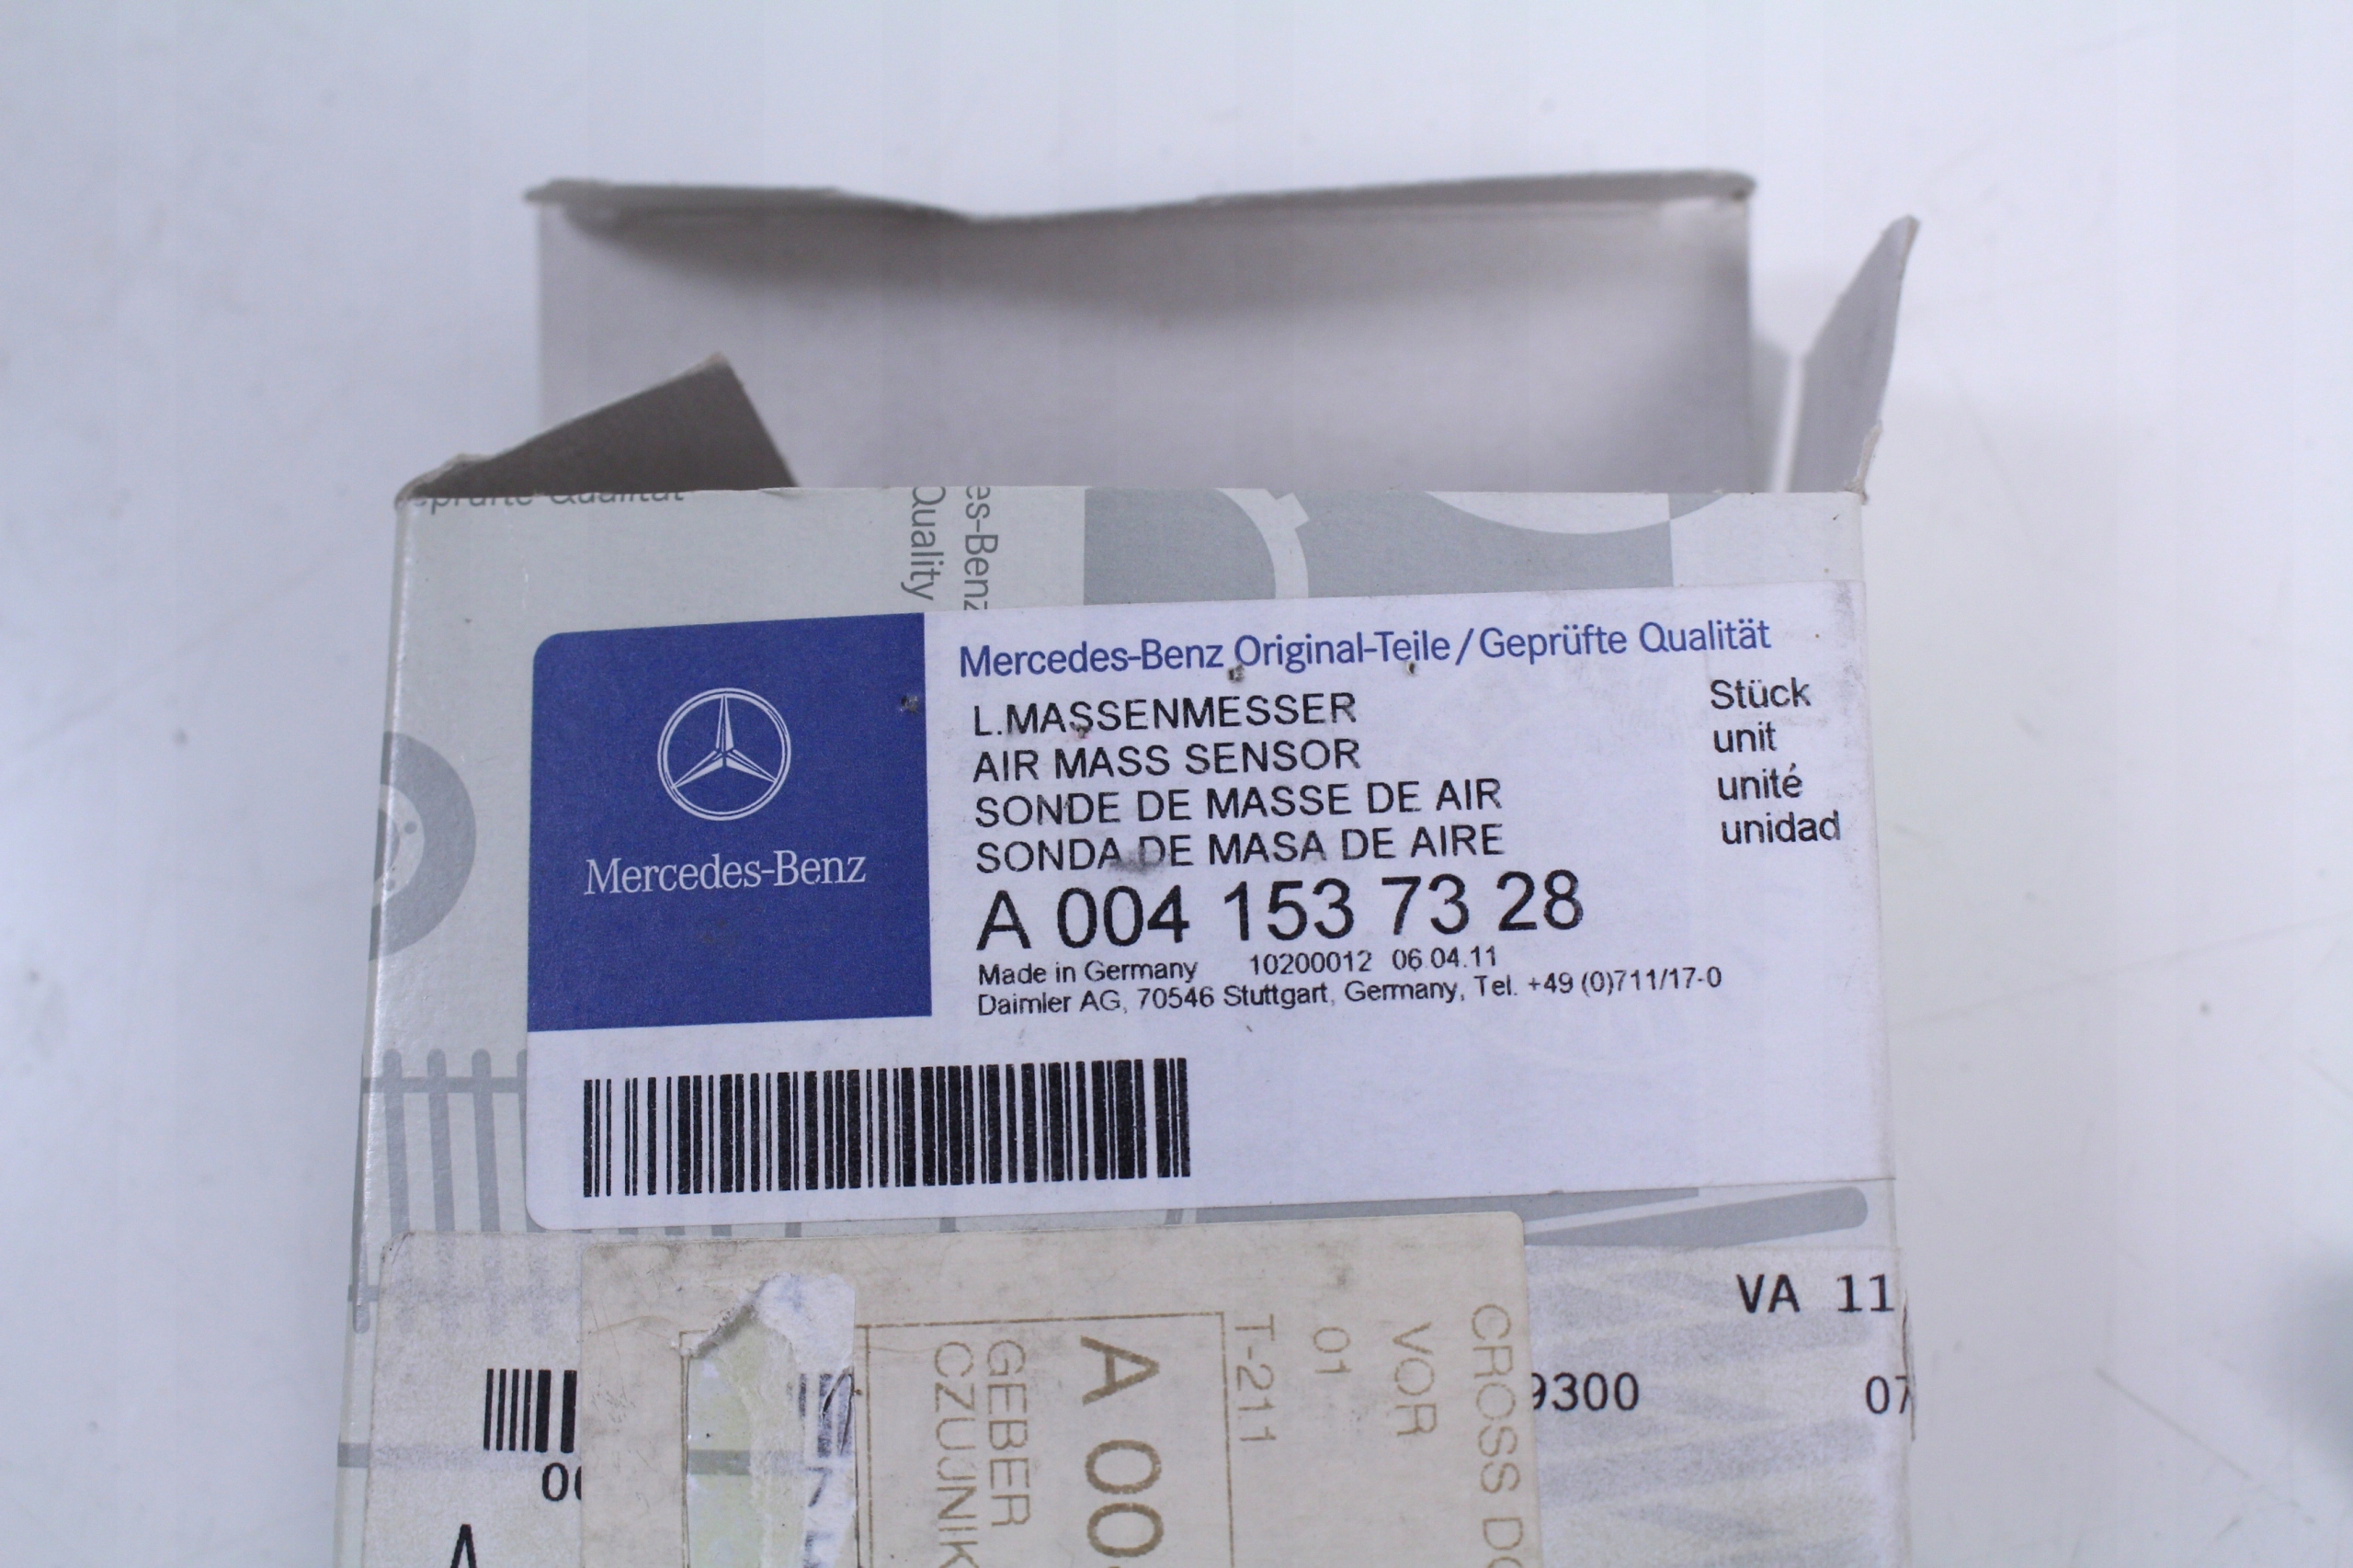 Geprüfte Qualität
es-Benz
Quality
Mercedes-Benz
Mercedes-Benz Original-Teile/Geprüfte Qualität
L.MASSENMESSER
AIR MASS SENSOR
SONDE DE MASSE DE AIR
SONDA DE MASA DE AIRE
Stück
unit
unité
unidad
A 004 153 73 28
Made in Germany 10200012 06.04.11
Daimler AG, 70546 Stuttgart, Germany, Tel. +49 (0)711/17-0
VA 11
9300
07
00
7
A
CROSS DO
VOR
01
T-211
A 00
GEBER
CZUJNIK